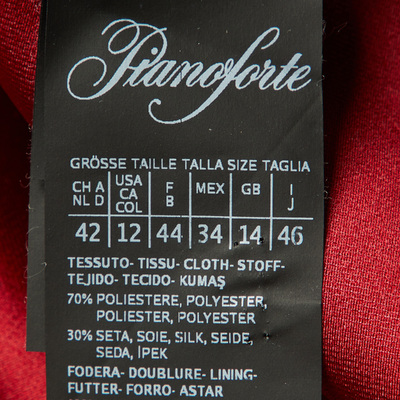 Pianoforte
GRÖSSE TAILLE TALLA SIZE TAGLIA
CH A NL D USA CA COL F B MEX GB I J
42 12 44 34 14 46
TESSUTO- TISSU- CLOTH- STOFF-
TEJIDO- TECIDO- KUMAŞ
70% POLIESTERE, POLYESTER,
POLIESTER, POLYESTER
30% SETA, SOIE, SILK, SEIDE,
SEDA, İPEK
FODERA- DOUBLURE- LINING-
FUTTER- FORRO- ASTAR